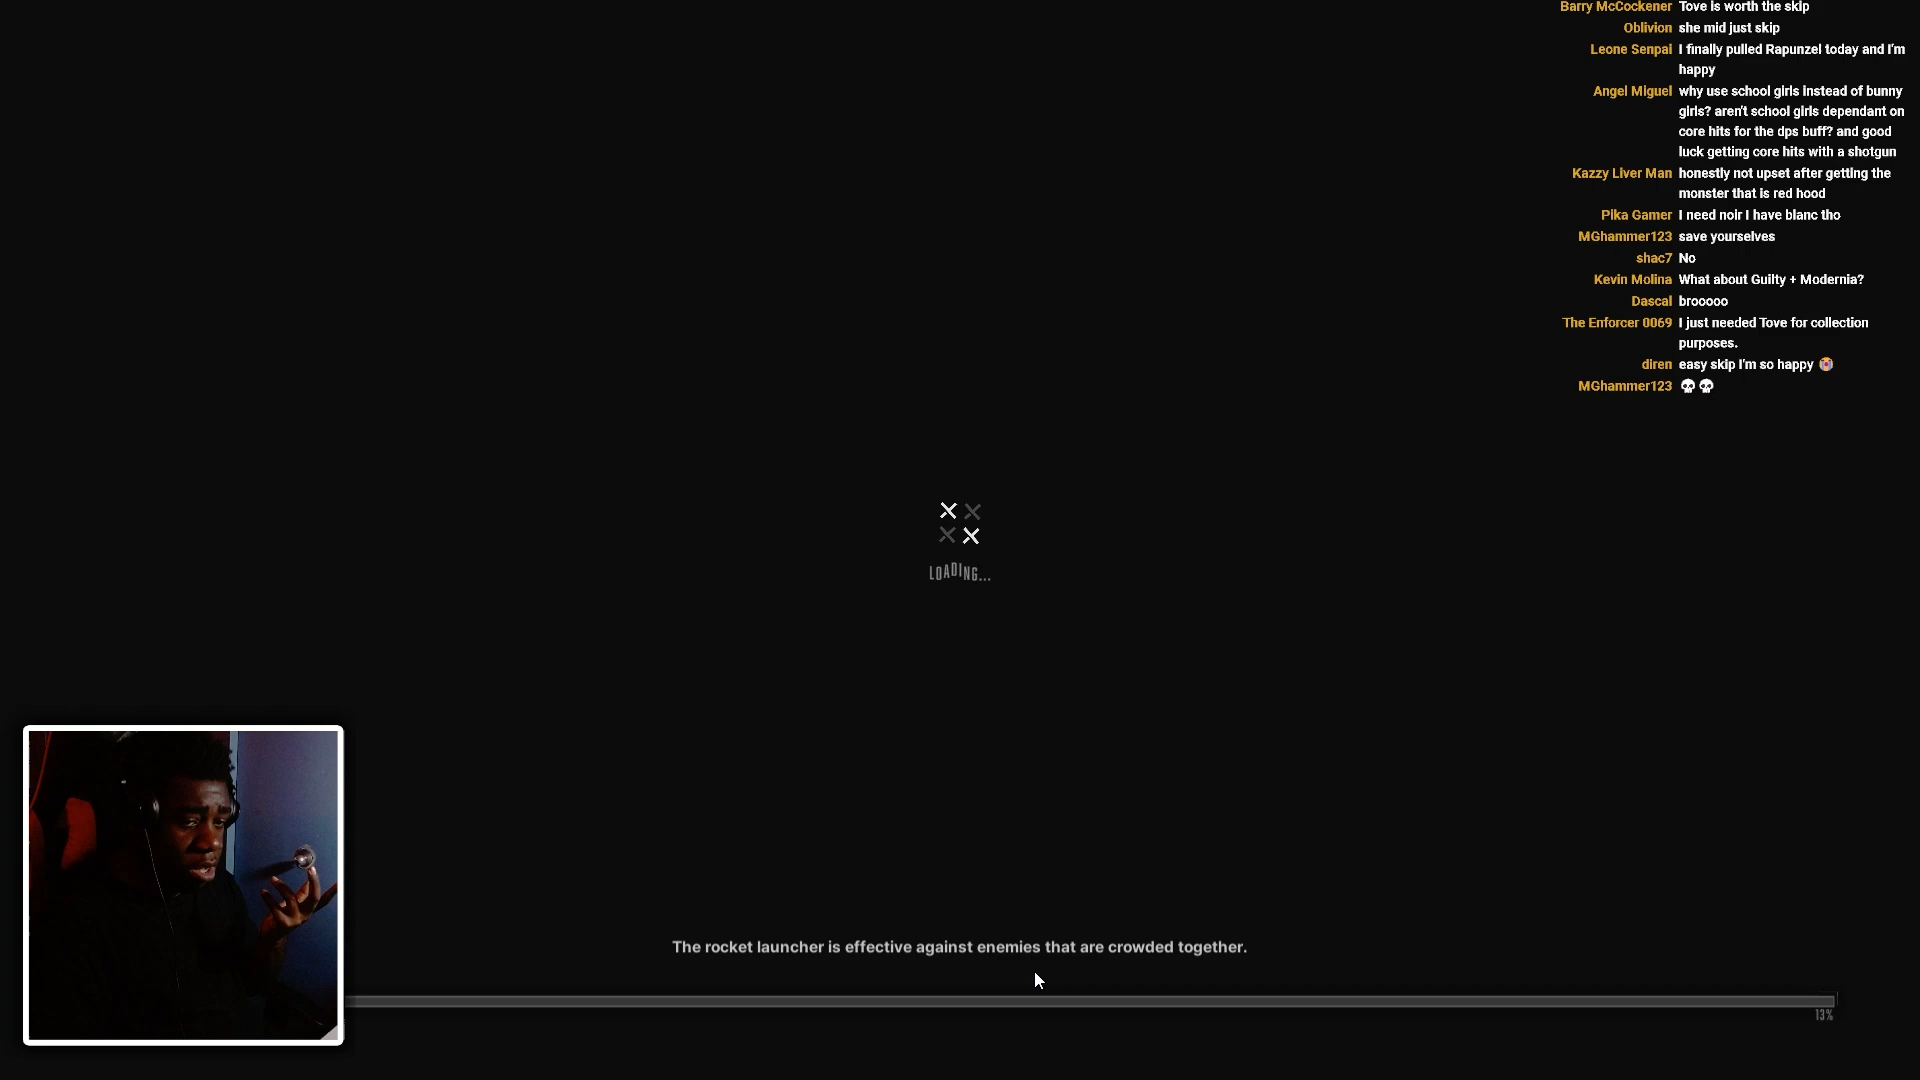 Barry McCockener Tove is worth the skip
Oblivion she mid just skip
Leone Senpai I finally pulled Rapunzel today and I'm
happy
Angel Miguel why use school girls instead of bunny
girls? aren't school girls dependant on
core hits for the dps buff? and good
luck getting core hits with a shotgun
Kazzy Liver Man honestly not upset after getting the
monster that is red hood
Pika Gamer I need noir I have blanc tho
MGhammer123 save yourselves
shac7 No
Kevin Molina What about Guilty + Modernia?
Dascal brooooo
The Enforcer 0069 I just needed Tove for collection
purposes.
diren easy skip I'm so happy
MGhammer123
LOADING...
The rocket launcher is effective against enemies that are crowded together.
13%